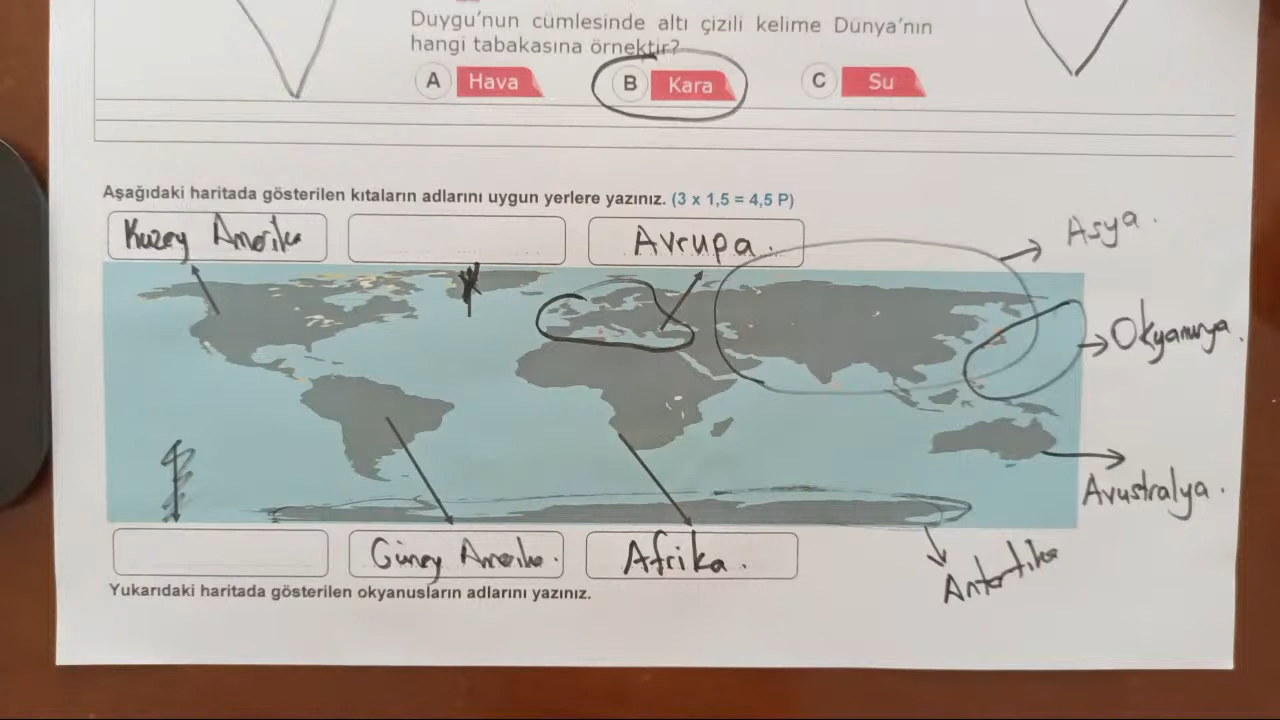 Duygu'nun cümlesinde altı çizili kelime Dünya'nın
hangi tabakasına örnektir?
A Hava
B Kara
C Su
Aşağıdaki haritada gösterilen kıtaların adlarını uygun yerlere yazınız. (3 x 1,5 = 4,5 P)
Kuzey Amerika
Avrupa.
Asya.
Okyanusya.
Avustralya.
Antartika
Güney Amerika.
Afrika.
Yukarıdaki haritada gösterilen okyanusların adlarını yazınız.